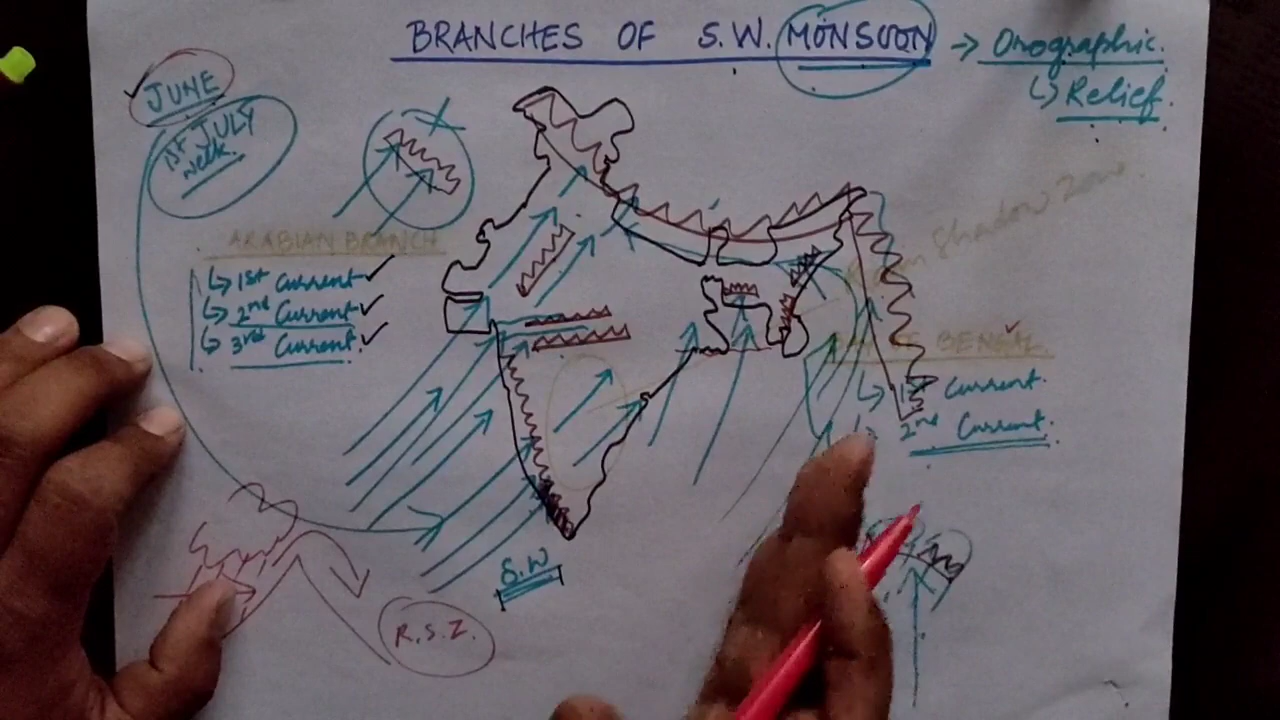 BRANCHES OF S.W. MONSOON → Orographic.
↳ Relief.
JUNE
1st JULY
week.
ARABIAN BRANCH
↳ 1st Current ✓
↳ 2nd Current ✓
↳ 3rd Current ✓
shadow Zone
BENGAL
↳ 1st Current.
↳ 2nd Current.
S.W
R.S.Z.